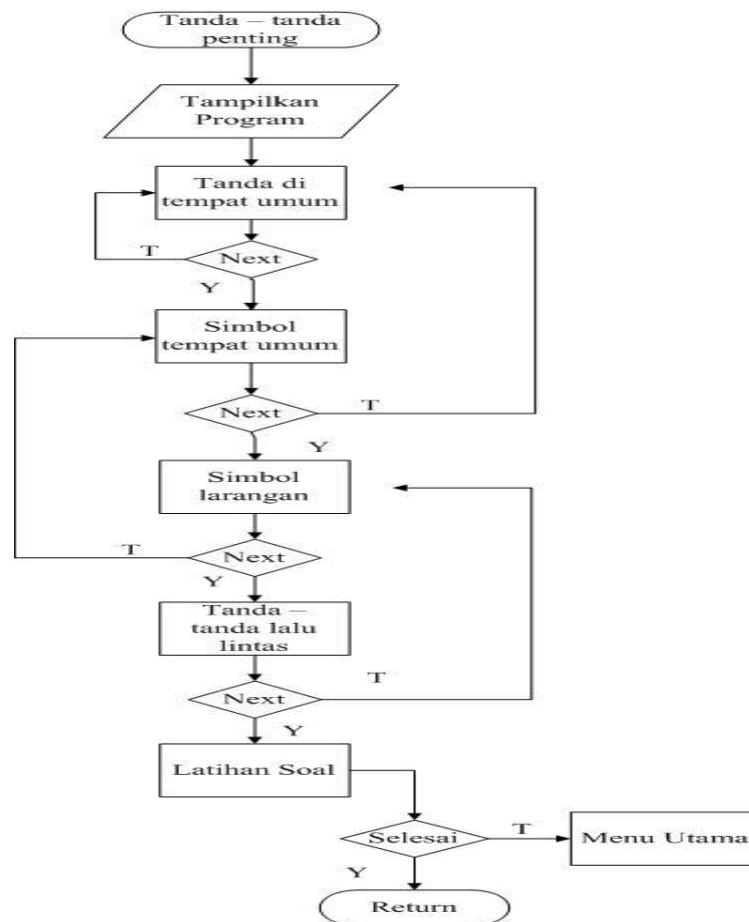 Tanda – tanda
penting
Tampilkan
Program
Tanda di
tempat umum
T
Next
Y
Simbol
tempat umum
Next
T
Y
Simbol
larangan
T
Next
Y
Tanda –
tanda lalu
lintas
T
Next
Y
Latihan Soal
Selesai
T
Menu Utama
Y
Return